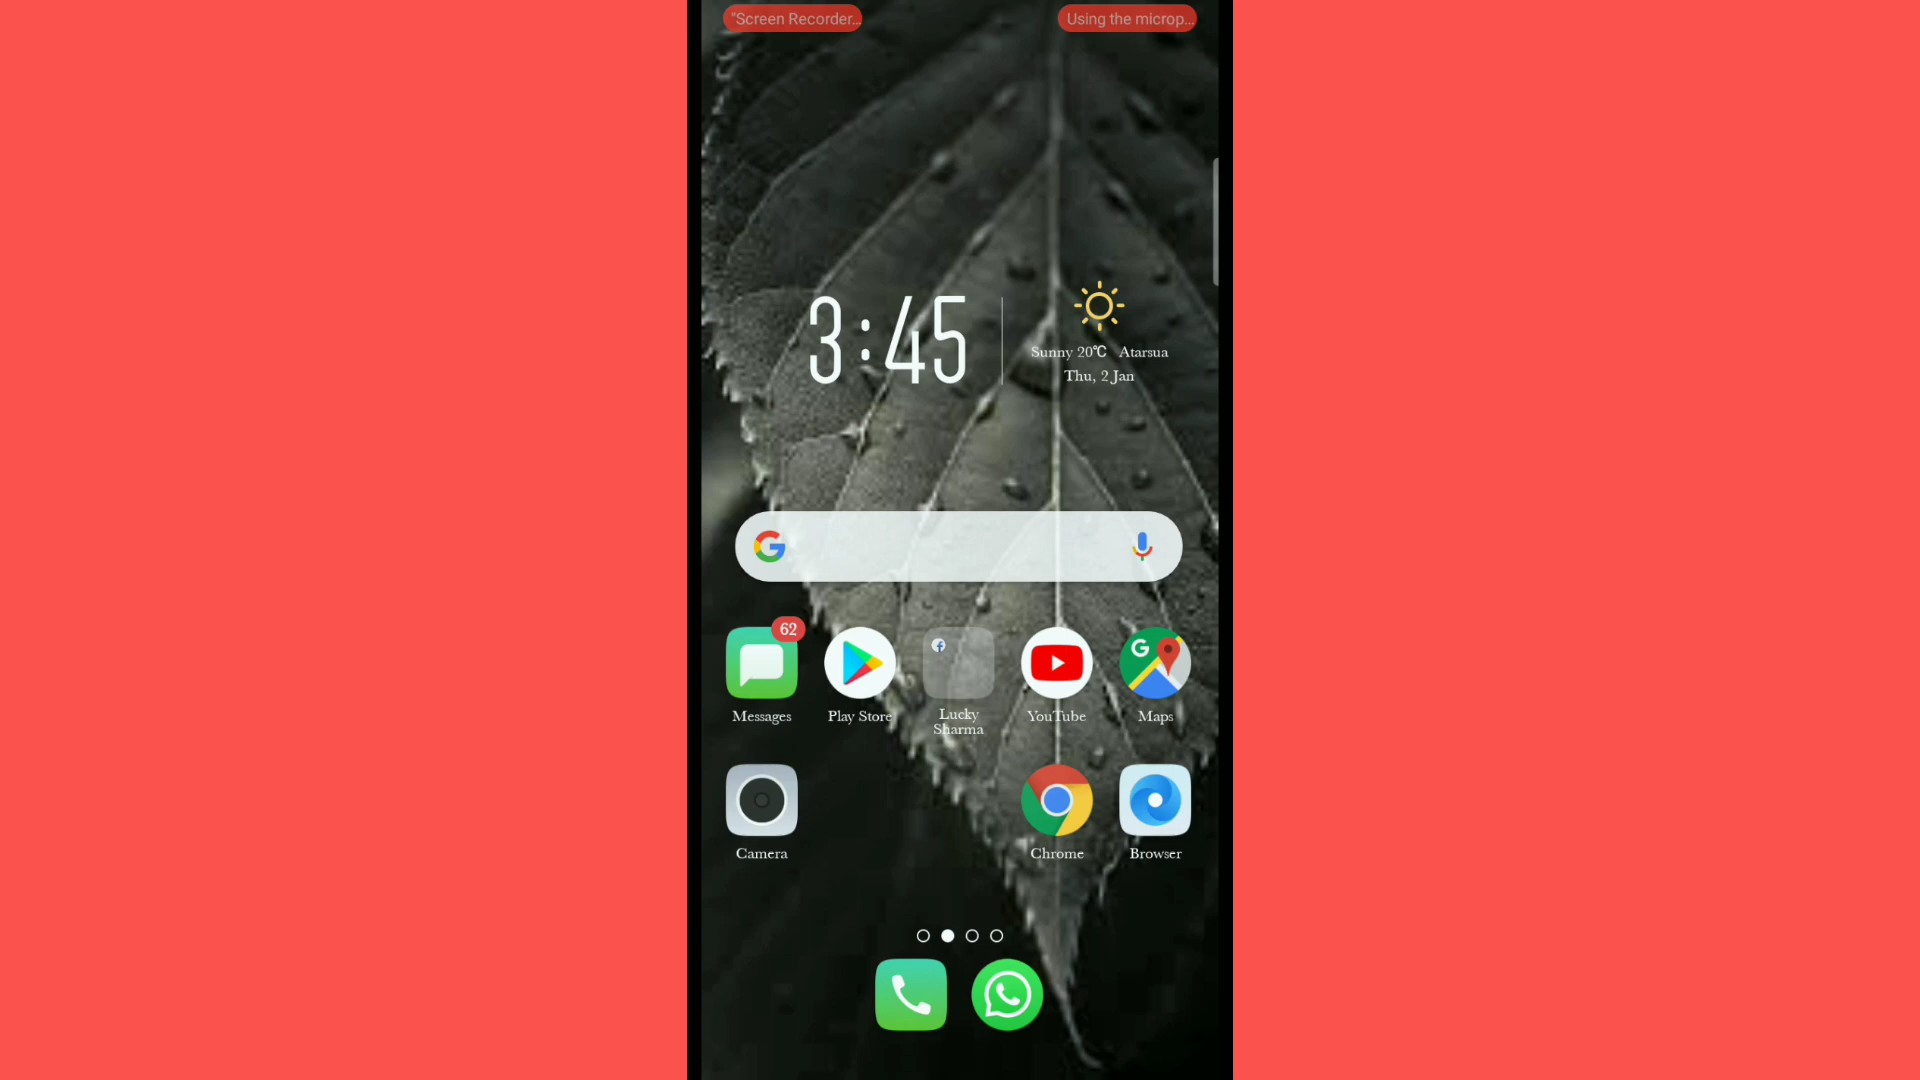 "Screen Recorder...
Using the microp...
3:45
Sunny 20℃ Atarsua
Thu, 2 Jan
62
Messages
Play Store
Lucky
Sharma
YouTube
Maps
Camera
Chrome
Browser